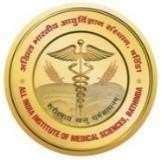 अखिल भारतीय आयुर्विज्ञान संस्थान, बठिंडा
ALL INDIA INSTITUTE OF MEDICAL SCIENCES, BATHINDA